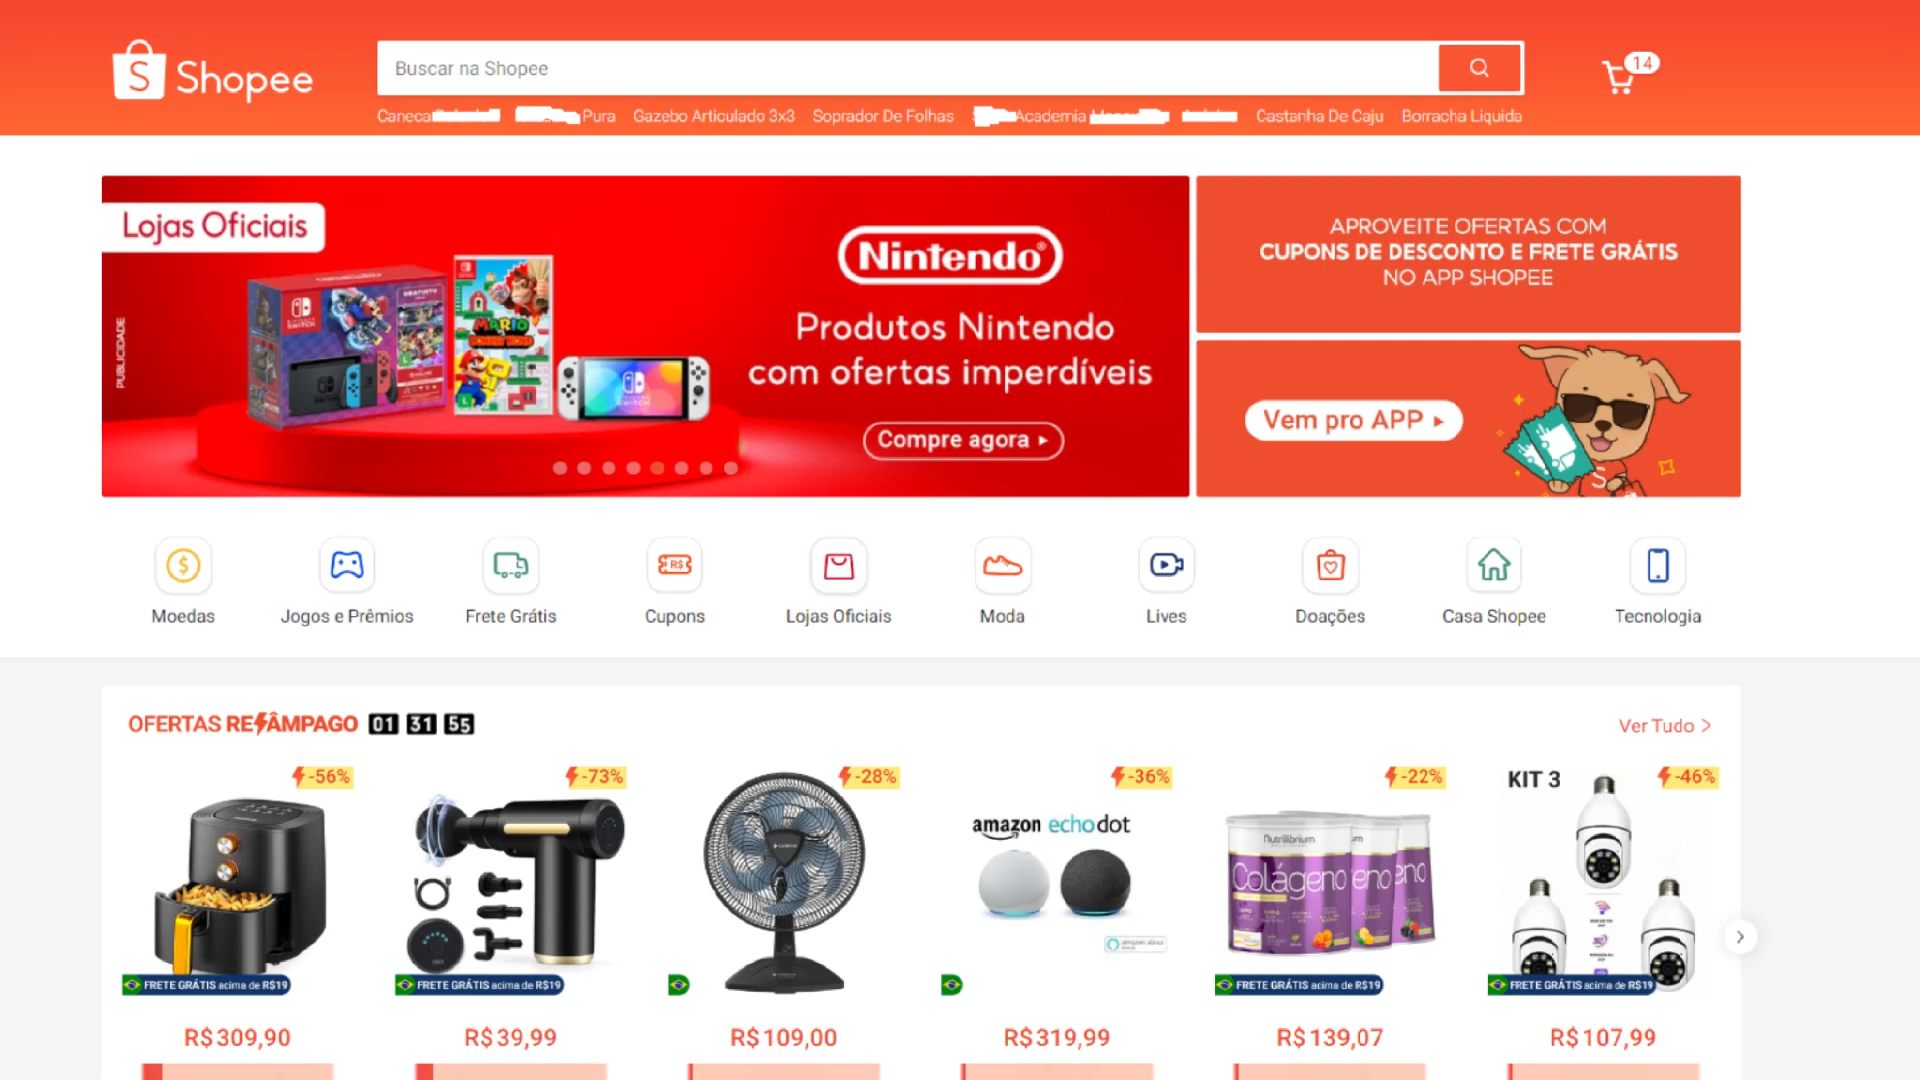 Shopee
Buscar na Shopee
14
Caneca Pura Gazebo Articulado 3x3 Soprador De Folhas Academia Castanha De Caju Borracha Liquida
Lojas Oficiais
PUBLICIDADE
Nintendo®
Produtos Nintendo
com ofertas imperdíveis
Compre agora
MARIO
APROVEITE OFERTAS COM
CUPONS DE DESCONTO E FRETE GRÁTIS
NO APP SHOPEE
Vem pro APP
R$
Moedas
Jogos e Prêmios
Frete Grátis
Cupons
Lojas Oficiais
Moda
Lives
Doações
Casa Shopee
Tecnologia
OFERTAS RELÂMPAGO 01 31 55
Ver Tudo
-56%
-73%
-28%
-36%
-22%
-46%
KIT 3
amazon echo dot
amazon alexa
Nutrilibrium
Colágeno
FRETE GRÁTIS acima de R$19
FRETE GRÁTIS acima de R$19
FRETE GRÁTIS acima de R$19
FRETE GRÁTIS acima de R$19
R$309,90
R$39,99
R$109,00
R$319,99
R$139,07
R$107,99